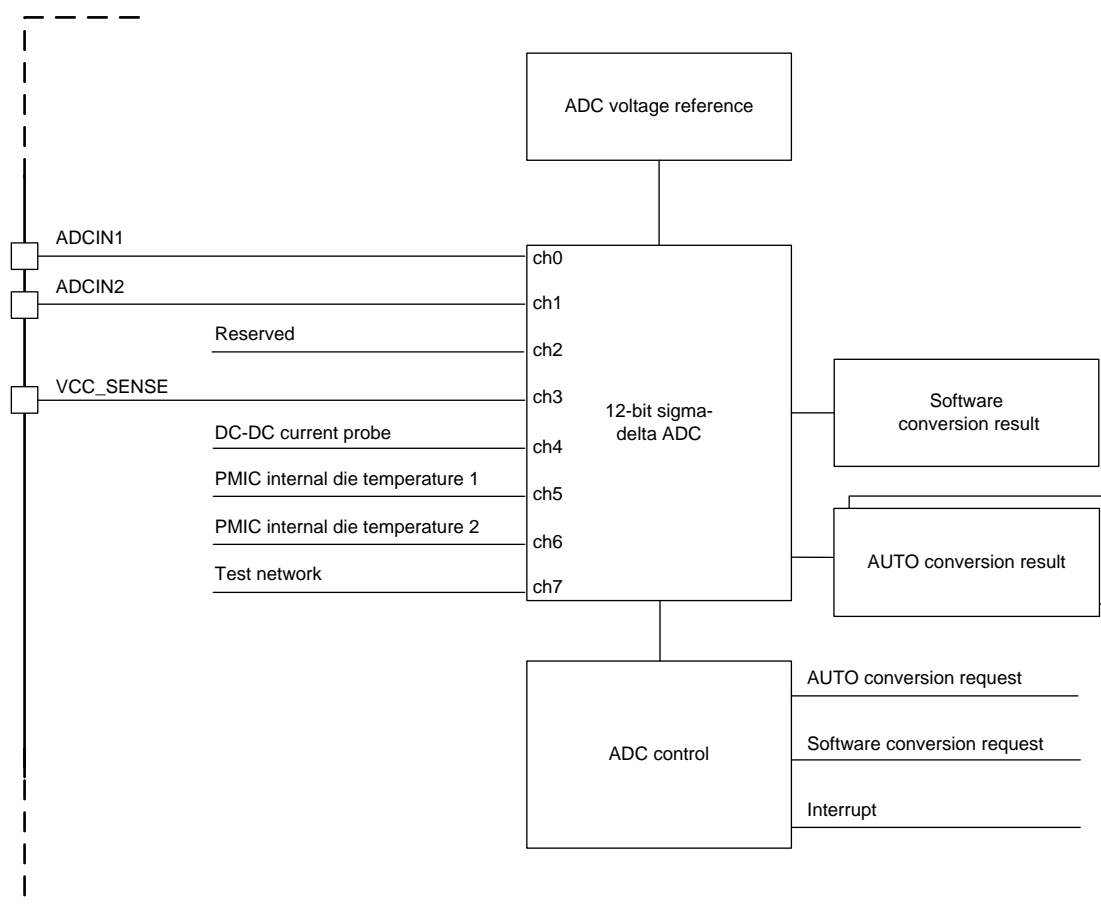 ADC voltage reference
ADCIN1
ch0
ADCIN2
ch1
Reserved
ch2
VCC_SENSE
ch3
DC-DC current probe
ch4
PMIC internal die temperature 1
ch5
PMIC internal die temperature 2
ch6
Test network
ch7
12-bit sigma-
delta ADC
Software
conversion result
AUTO conversion result
ADC control
AUTO conversion request
Software conversion request
Interrupt